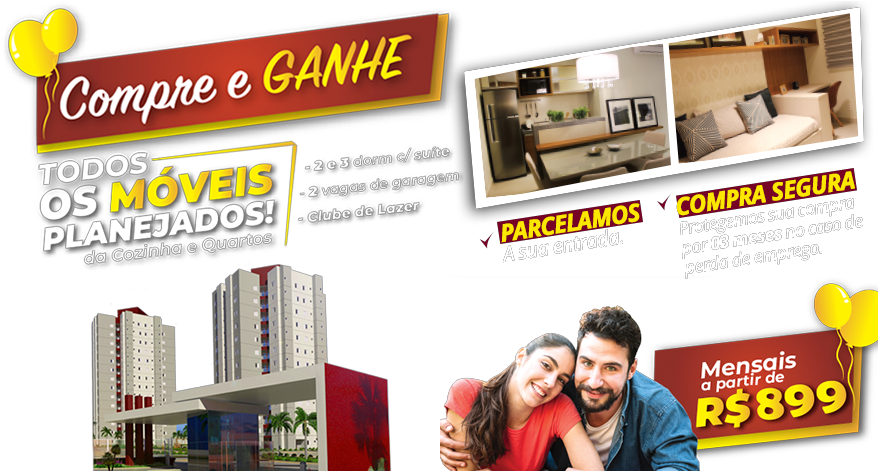 Compre e GANHE
TODOS
OS MÓVEIS
PLANEJADOS!
da Cozinha e Quartos
- 2 e 3 dorm c/ suíte
- 2 vagas de garagem
- Clube de Lazer
PARCELAMOS
A sua entrada.
COMPRA SEGURA
Protegemos sua compra
por 03 meses no caso de
perda de emprego.
Mensais
a partir de
R$899